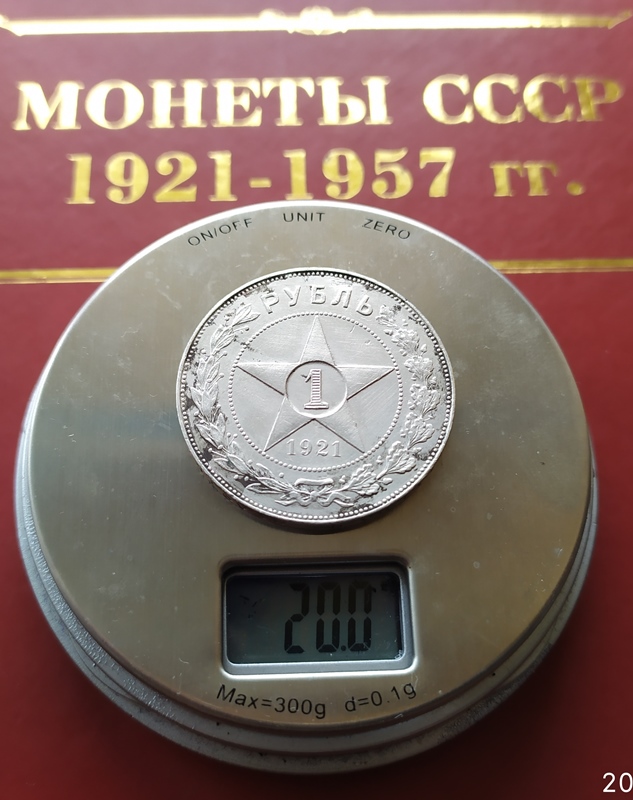 МОНЕТЫ СССР
1921-1957 гг.
ON/OFF UNIT ZERO
РУБЛЬ
1
1921
20.0
Max=300g d=0.1g
20